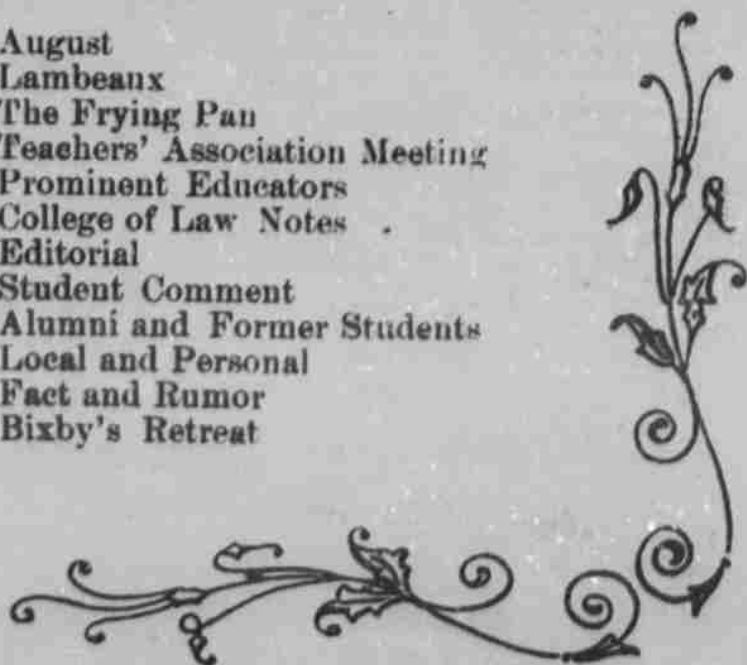 August
Lambeaux
The Frying Pan
Teachers' Association Meeting
Prominent Educators
College of Law Notes .
Editorial
Student Comment
Alumni and Former Students
Local and Personal
Fact and Rumor
Bixby's Retreat